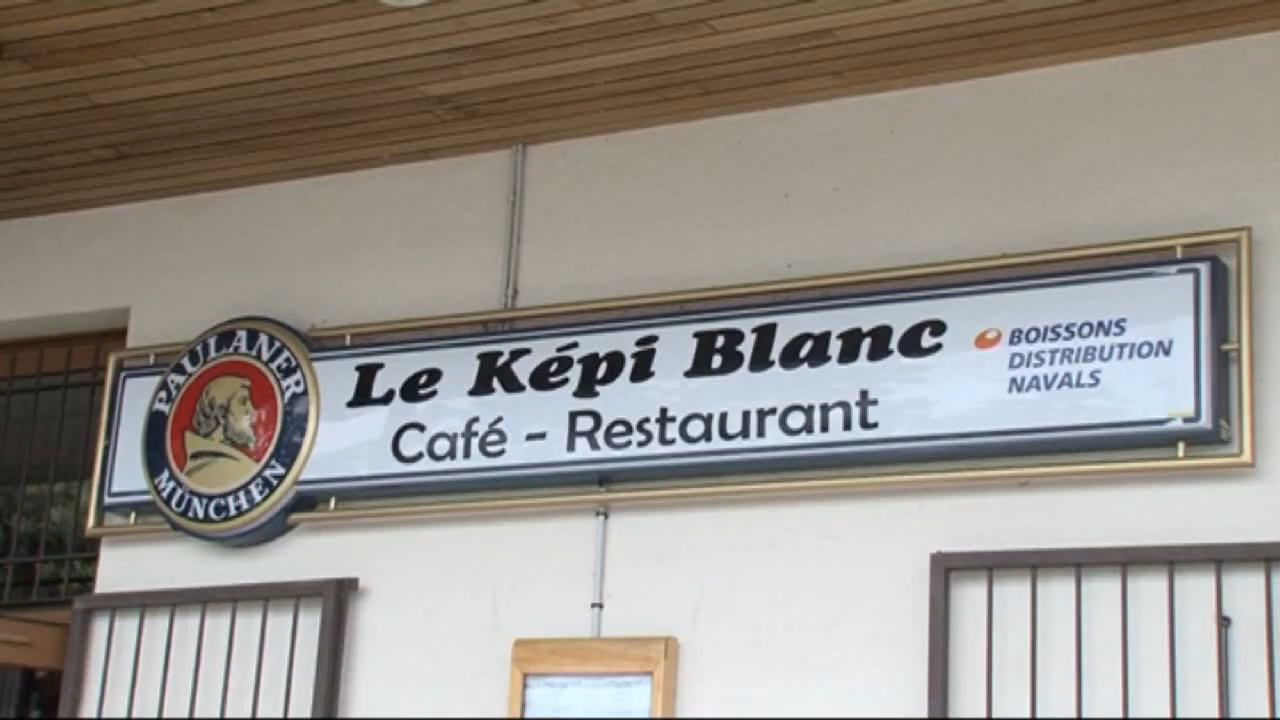 PAULANER
MÜNCHEN
Le Képi Blanc
Café - Restaurant
BOISSONS
DISTRIBUTION
NAVALS